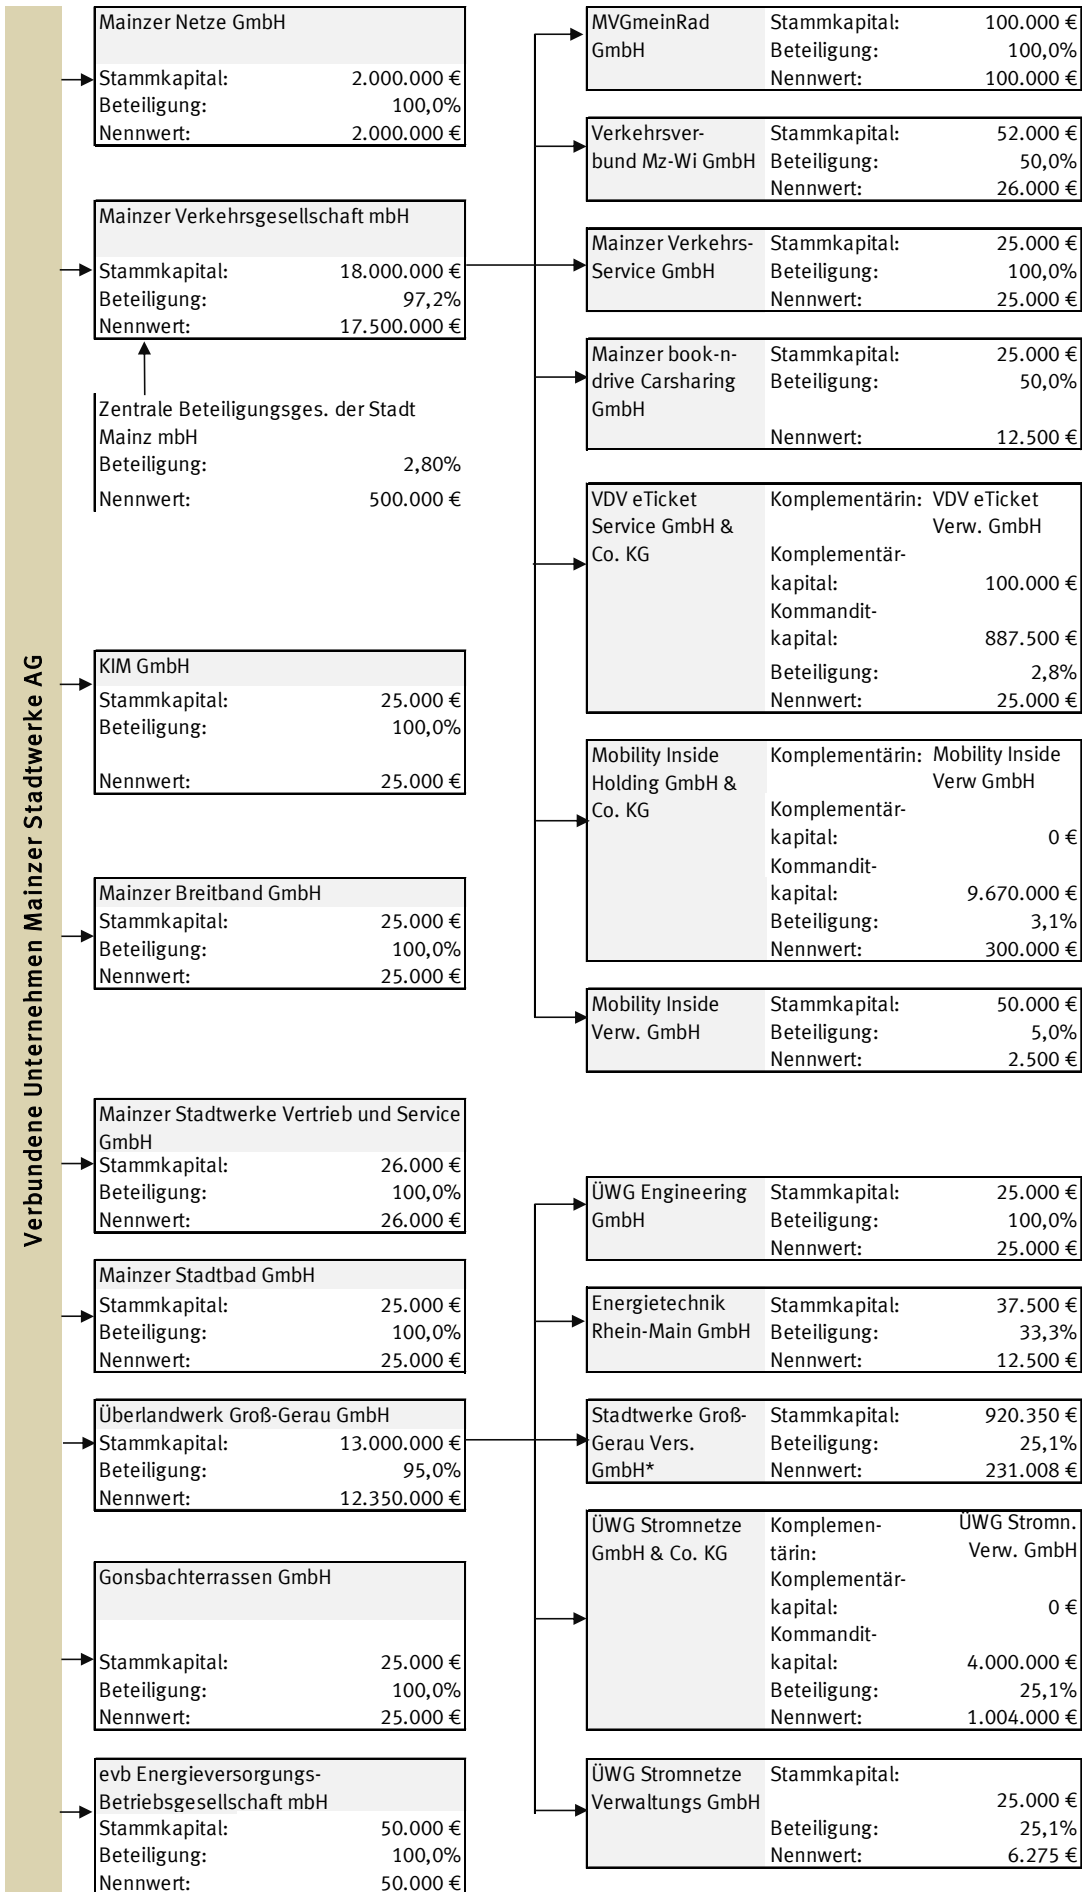 Verbundene Unternehmen Mainzer Stadtwerke AG
Mainzer Netze GmbH
Stammkapital: 2.000.000 €
Beteiligung: 100,0%
Nennwert: 2.000.000 €
Mainzer Verkehrsgesellschaft mbH
Stammkapital: 18.000.000 €
Beteiligung: 97,2%
Nennwert: 17.500.000 €
Zentrale Beteiligungsges. der Stadt
Mainz mbH
Beteiligung: 2,80%
Nennwert: 500.000 €
KIM GmbH
Stammkapital: 25.000 €
Beteiligung: 100,0%
Nennwert: 25.000 €
Mainzer Breitband GmbH
Stammkapital: 25.000 €
Beteiligung: 100,0%
Nennwert: 25.000 €
Mainzer Stadtwerke Vertrieb und Service
GmbH
Stammkapital: 26.000 €
Beteiligung: 100,0%
Nennwert: 26.000 €
Mainzer Stadtbad GmbH
Stammkapital: 25.000 €
Beteiligung: 100,0%
Nennwert: 25.000 €
Überlandwerk Groß-Gerau GmbH
Stammkapital: 13.000.000 €
Beteiligung: 95,0%
Nennwert: 12.350.000 €
Gonsbachterrassen GmbH
Stammkapital: 25.000 €
Beteiligung: 100,0%
Nennwert: 25.000 €
evb Energieversorgungs-
Betriebsgesellschaft mbH
Stammkapital: 50.000 €
Beteiligung: 100,0%
Nennwert: 50.000 €
MVGmeinRad Stammkapital: 100.000 €
GmbH Beteiligung: 100,0%
Nennwert: 100.000 €
Verkehrsver- Stammkapital: 52.000 €
bund Mz-Wi GmbH Beteiligung: 50,0%
Nennwert: 26.000 €
Mainzer Verkehrs- Stammkapital: 25.000 €
Service GmbH Beteiligung: 100,0%
Nennwert: 25.000 €
Mainzer book-n- Stammkapital: 25.000 €
drive Carsharing Beteiligung: 50,0%
GmbH
Nennwert: 12.500 €
VDV eTicket Komplementärin: VDV eTicket
Service GmbH & Verw. GmbH
Co. KG Komplementär-
kapital: 100.000 €
Kommandit-
kapital: 887.500 €
Beteiligung: 2,8%
Nennwert: 25.000 €
Mobility Inside Komplementärin: Mobility Inside
Holding GmbH & Verw GmbH
Co. KG Komplementär-
kapital: 0 €
Kommandit-
kapital: 9.670.000 €
Beteiligung: 3,1%
Nennwert: 300.000 €
Mobility Inside Stammkapital: 50.000 €
Verw. GmbH Beteiligung: 5,0%
Nennwert: 2.500 €
ÜWG Engineering Stammkapital: 25.000 €
GmbH Beteiligung: 100,0%
Nennwert: 25.000 €
Energietechnik Stammkapital: 37.500 €
Rhein-Main GmbH Beteiligung: 33,3%
Nennwert: 12.500 €
Stadtwerke Groß- Stammkapital: 920.350 €
Gerau Vers. Beteiligung: 25,1%
GmbH* Nennwert: 231.008 €
ÜWG Stromnetze Komplemen- ÜWG Stromn.
GmbH & Co. KG tärin: Verw. GmbH
Komplementär-
kapital: 0 €
Kommandit-
kapital: 4.000.000 €
Beteiligung: 25,1%
Nennwert: 1.004.000 €
ÜWG Stromnetze Stammkapital:
Verwaltungs GmbH 25.000 €
Beteiligung: 25,1%
Nennwert: 6.275 €